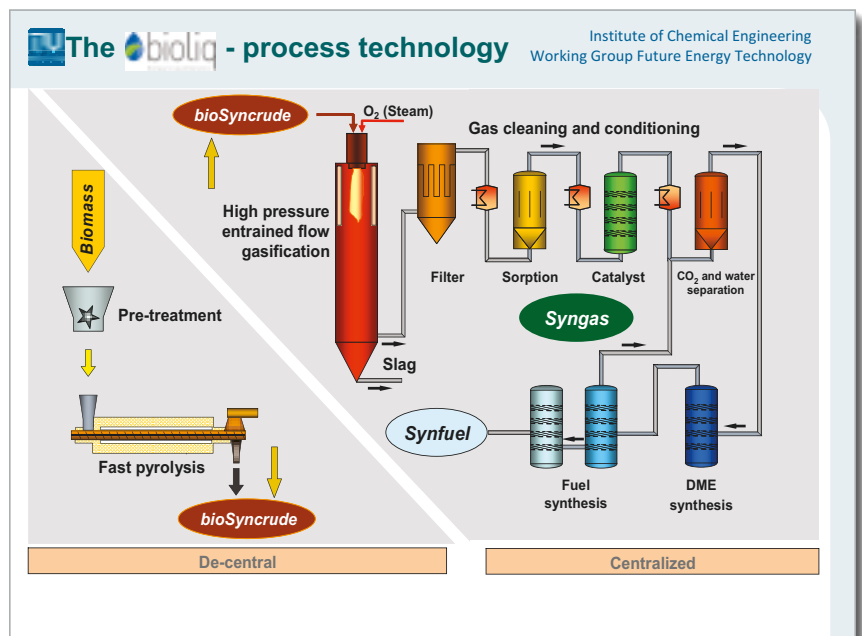 The bioliq - process technology
Institute of Chemical Engineering
Working Group Future Energy Technology
bioSyncrude
O2 (Steam)
Gas cleaning and conditioning
Biomass
High pressure
entrained flow
gasification
Filter
Sorption
Catalyst
CO2 and water
separation
Pre-treatment
Syngas
Slag
Synfuel
Fast pyrolysis
Fuel
synthesis
DME
synthesis
bioSyncrude
De-central
Centralized